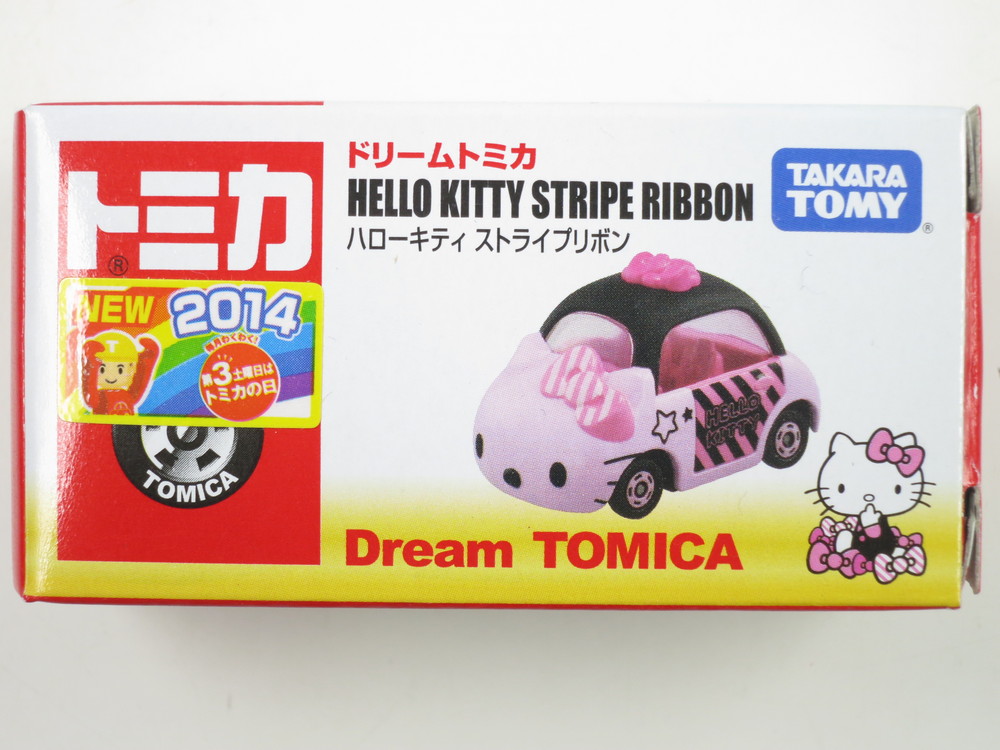 トミカ®
NEW 2014
T
毎月わくわく!
第3土曜日は
トミカの日
TOMICA
ドリームトミカ
HELLO KITTY STRIPE RIBBON
ハローキティ ストライプリボン
TAKARA
TOMY®
HELLO
KITTY
Dream TOMICA